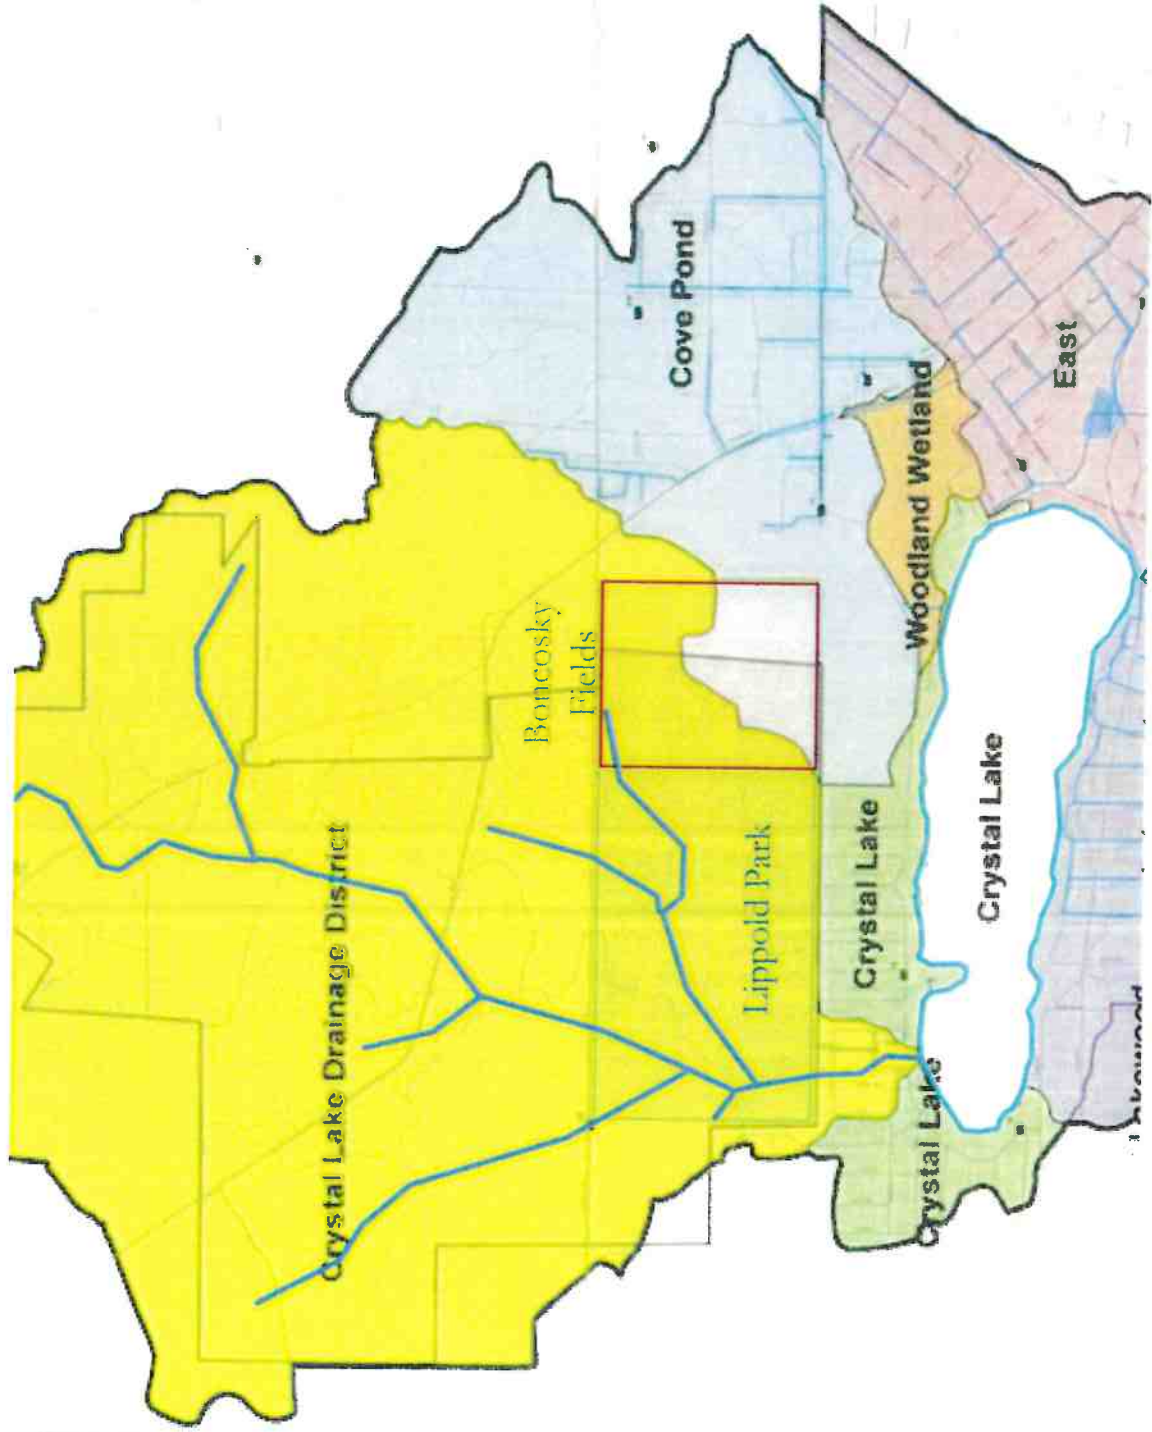 Crystal Lake Drainage District
Boncosky
Fields
Cove Pond
Lippold Park
Crystal Lake
Woodland Wetland
Crystal Lake
Crystal Lake
East